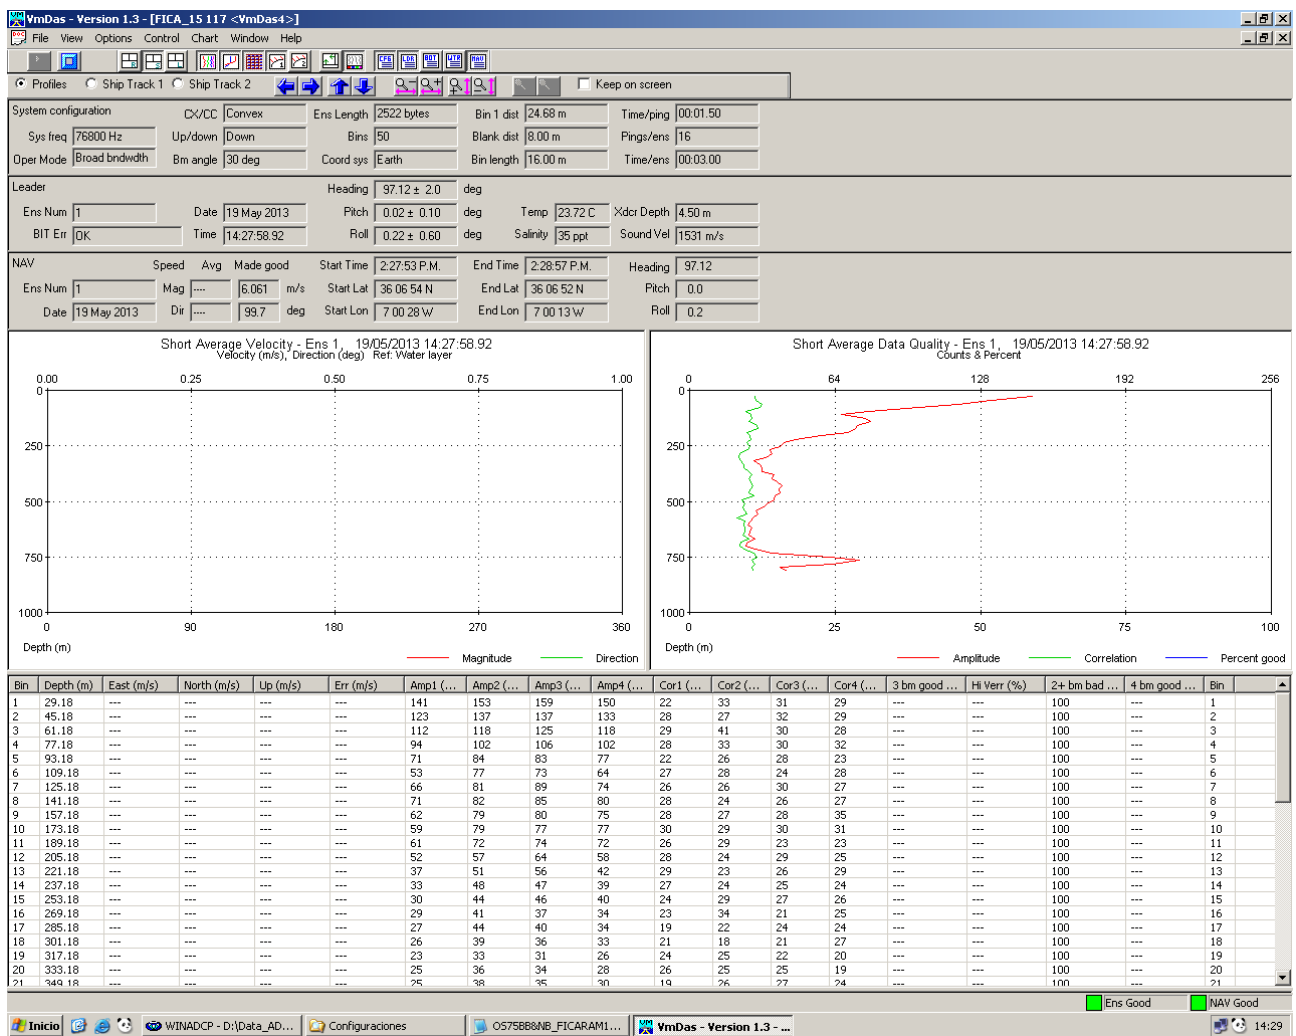 VmDas - Version 1.3 - [FICA_15 117 <VmDas4>]
File View Options Control Chart Window Help
CFG LDR BOT WTR NAV
Profiles Ship Track 1 Ship Track 2 Keep on screen
System configuration CX/CC Convex Ens Length 2522 bytes Bin 1 dist 24.68 m Time/ping 00:01.50
Sys freq 76800 Hz Up/down Down Bins 50 Blank dist 8.00 m Pings/ens 16
Oper Mode Broad bndwdth Bm angle 30 deg Coord sys Earth Bin length 16.00 m Time/ens 00:03.00
Leader Heading 97.12 ± 2.0 deg
Ens Num 1 Date 19 May 2013 Pitch 0.02 ± 0.10 deg Temp 23.72 C Xdcr Depth 4.50 m
BIT Err OK Time 14:27:58.92 Roll 0.22 ± 0.60 deg Salinity 35 ppt Sound Vel 1531 m/s
NAV Speed Avg Made good Start Time 2:27:53 P.M. End Time 2:28:57 P.M. Heading 97.12
Ens Num 1 Mag ---- 6.061 m/s Start Lat 36 06 54 N End Lat 36 06 52 N Pitch 0.0
Date 19 May 2013 Dir ---- 99.7 deg Start Lon 7 00 28 W End Lon 7 00 13 W Roll 0.2
Short Average Velocity - Ens 1, 19/05/2013 14:27:58.92
Velocity (m/s), Direction (deg) Ref: Water layer
0.00 0.25 0.50 0.75 1.00
0
250
500
750
1000
0 90 180 270 360
Depth (m)
Magnitude Direction
Short Average Data Quality - Ens 1, 19/05/2013 14:27:58.92
Counts & Percent
0 64 128 192 256
0
250
500
750
1000
0 25 50 75 100
Depth (m)
Amplitude Correlation Percent good
Bin Depth (m) East (m/s) North (m/s) Up (m/s) Err (m/s) Amp1 (... Amp2 (... Amp3 (... Amp4 (... Cor1 (... Cor2 (... Cor3 (... Cor4 (... 3 bm good ... Hi Verr (%) 2+ bm bad ... 4 bm good ... Bin
1 29.18 --- --- --- --- 141 153 159 150 22 33 31 29 --- --- 100 --- 1
2 45.18 --- --- --- --- 123 137 137 133 28 27 32 29 --- --- 100 --- 2
3 61.18 --- --- --- --- 112 118 125 118 29 41 30 28 --- --- 100 --- 3
4 77.18 --- --- --- --- 94 102 106 102 28 33 30 32 --- --- 100 --- 4
5 93.18 --- --- --- --- 71 84 83 77 22 26 28 23 --- --- 100 --- 5
6 109.18 --- --- --- --- 53 77 73 64 27 28 24 28 --- --- 100 --- 6
7 125.18 --- --- --- --- 66 81 89 74 26 26 30 27 --- --- 100 --- 7
8 141.18 --- --- --- --- 71 82 85 80 28 24 26 27 --- --- 100 --- 8
9 157.18 --- --- --- --- 62 79 80 75 28 27 28 35 --- --- 100 --- 9
10 173.18 --- --- --- --- 59 79 77 77 30 29 30 31 --- --- 100 --- 10
11 189.18 --- --- --- --- 61 72 74 72 26 29 23 23 --- --- 100 --- 11
12 205.18 --- --- --- --- 52 57 64 58 28 24 29 25 --- --- 100 --- 12
13 221.18 --- --- --- --- 37 51 56 42 29 23 26 29 --- --- 100 --- 13
14 237.18 --- --- --- --- 33 48 47 39 27 24 25 24 --- --- 100 --- 14
15 253.18 --- --- --- --- 30 44 46 40 24 29 27 26 --- --- 100 --- 15
16 269.18 --- --- --- --- 29 41 37 34 23 34 21 25 --- --- 100 --- 16
17 285.18 --- --- --- --- 27 44 40 34 19 22 24 24 --- --- 100 --- 17
18 301.18 --- --- --- --- 26 39 36 33 21 18 21 27 --- --- 100 --- 18
19 317.18 --- --- --- --- 23 33 31 26 24 25 22 20 --- --- 100 --- 19
20 333.18 --- --- --- --- 25 36 34 28 26 25 25 19 --- --- 100 --- 20
21 349.18 --- --- --- --- 25 38 35 30 19 26 27 24 --- --- 100 --- 21
Ens Good NAV Good
Inicio WINADCP - D:\Data_AD... Configuraciones OS75BB&NB_FICARAM1... VmDas - Version 1.3 - ... 14:29